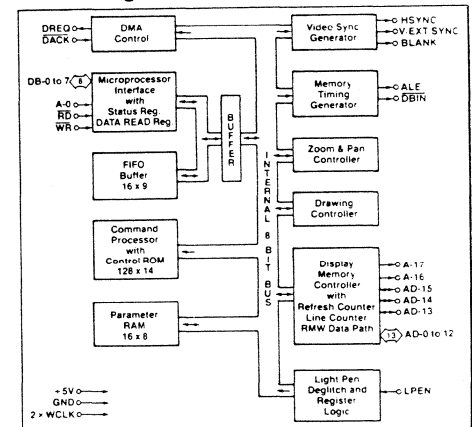 DREQ
DACK
DMA
Control
DB-0 to 7
8
A-0
RD
WR
Microprocessor
Interface
with
Status Reg.
DATA READ Reg.
FIFO
Buffer
16 x 9
Command
Processor
with
Control ROM
128 x 14
Parameter
RAM
16 x 8
+5V
GND
2 x WCLK
BUFFER
INTERNAL 8 BIT BUS
Video Sync
Generator
HSYNC
V.EXT SYNC
BLANK
Memory
Timing
Generator
ALE
DBIN
Zoom & Pan
Controller
Drawing
Controller
Display
Memory
Controller
with
Refresh Counter
Line Counter
RMW Data Path
A-17
A-16
AD-15
AD-14
AD-13
13
AD-0 to 12
Light Pen
Deglitch and
Register
Logic
LPEN